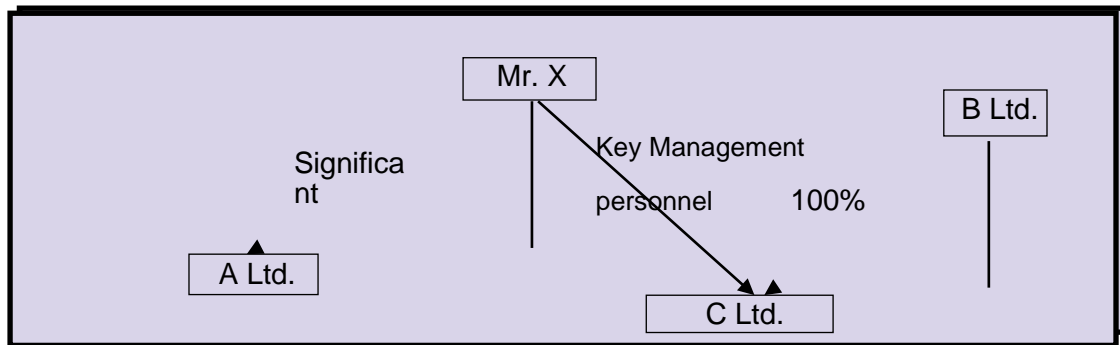 Mr. X
B Ltd.
Key Management
Significa
nt
personnel 100%
A Ltd.
C Ltd.